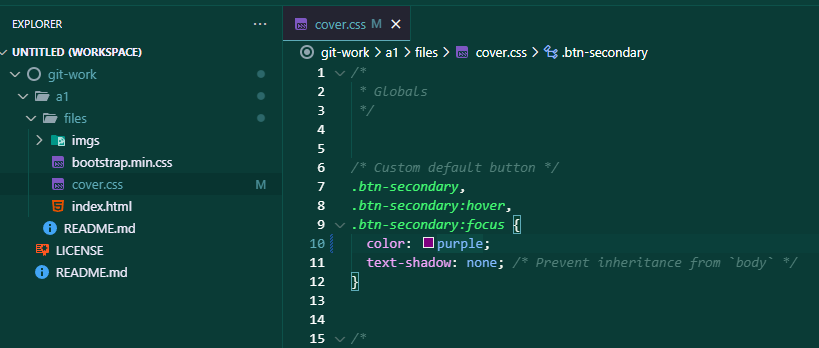 EXPLORER
UNTITLED (WORKSPACE)
git-work
a1
files
imgs
bootstrap.min.css
cover.css M
index.html
README.md
LICENSE
README.md
cover.css M
git-work > a1 > files > cover.css > .btn-secondary
1 /*
2  * Globals
3  */
4
5
6 /* Custom default button */
7 .btn-secondary,
8 .btn-secondary:hover,
9 .btn-secondary:focus {
10   color: purple;
11   text-shadow: none; /* Prevent inheritance from `body` */
12 }
13
14
15 /*